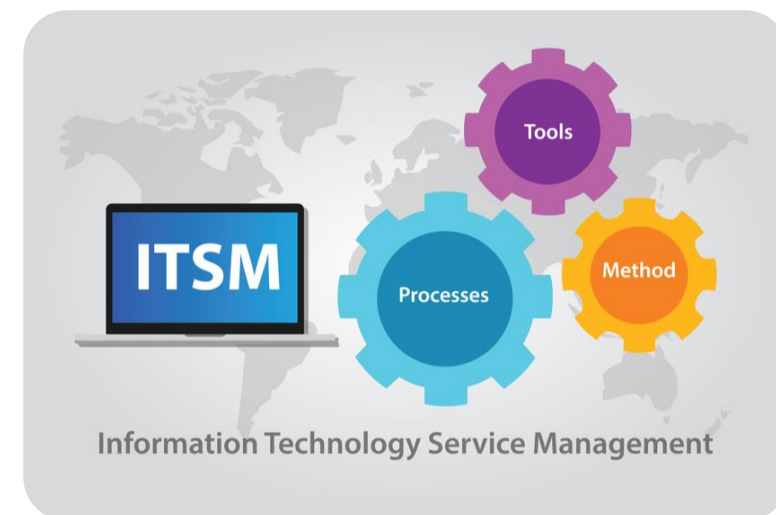 Tools
ITSM
Processes
Method
Information Technology Service Management